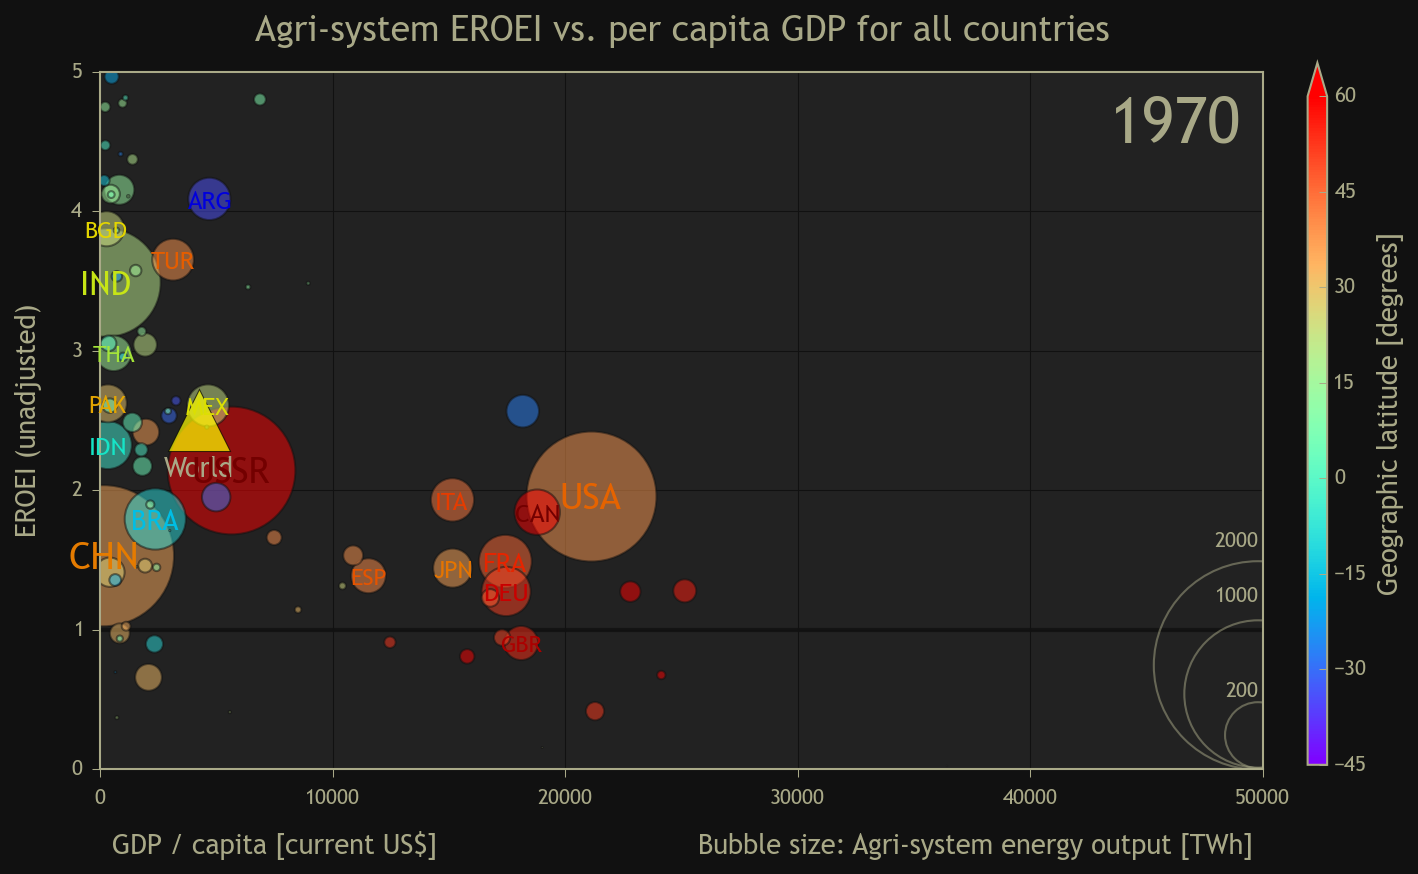 Agri-system EROEI vs. per capita GDP for all countries
1970
5
4
3
2
1
0
EROEI (unadjusted)
ARG
BGD
TUR
IND
THA
PAK
MEX
IDN
World
USSR
BRA
CHN
ITA
CAN
USA
FRA
JPN
ESP
DEU
GBR
2000
1000
200
0
10000
20000
30000
40000
50000
GDP / capita [current US$]
Bubble size: Agri-system energy output [TWh]
60
45
30
15
0
−15
−30
−45
Geographic latitude [degrees]